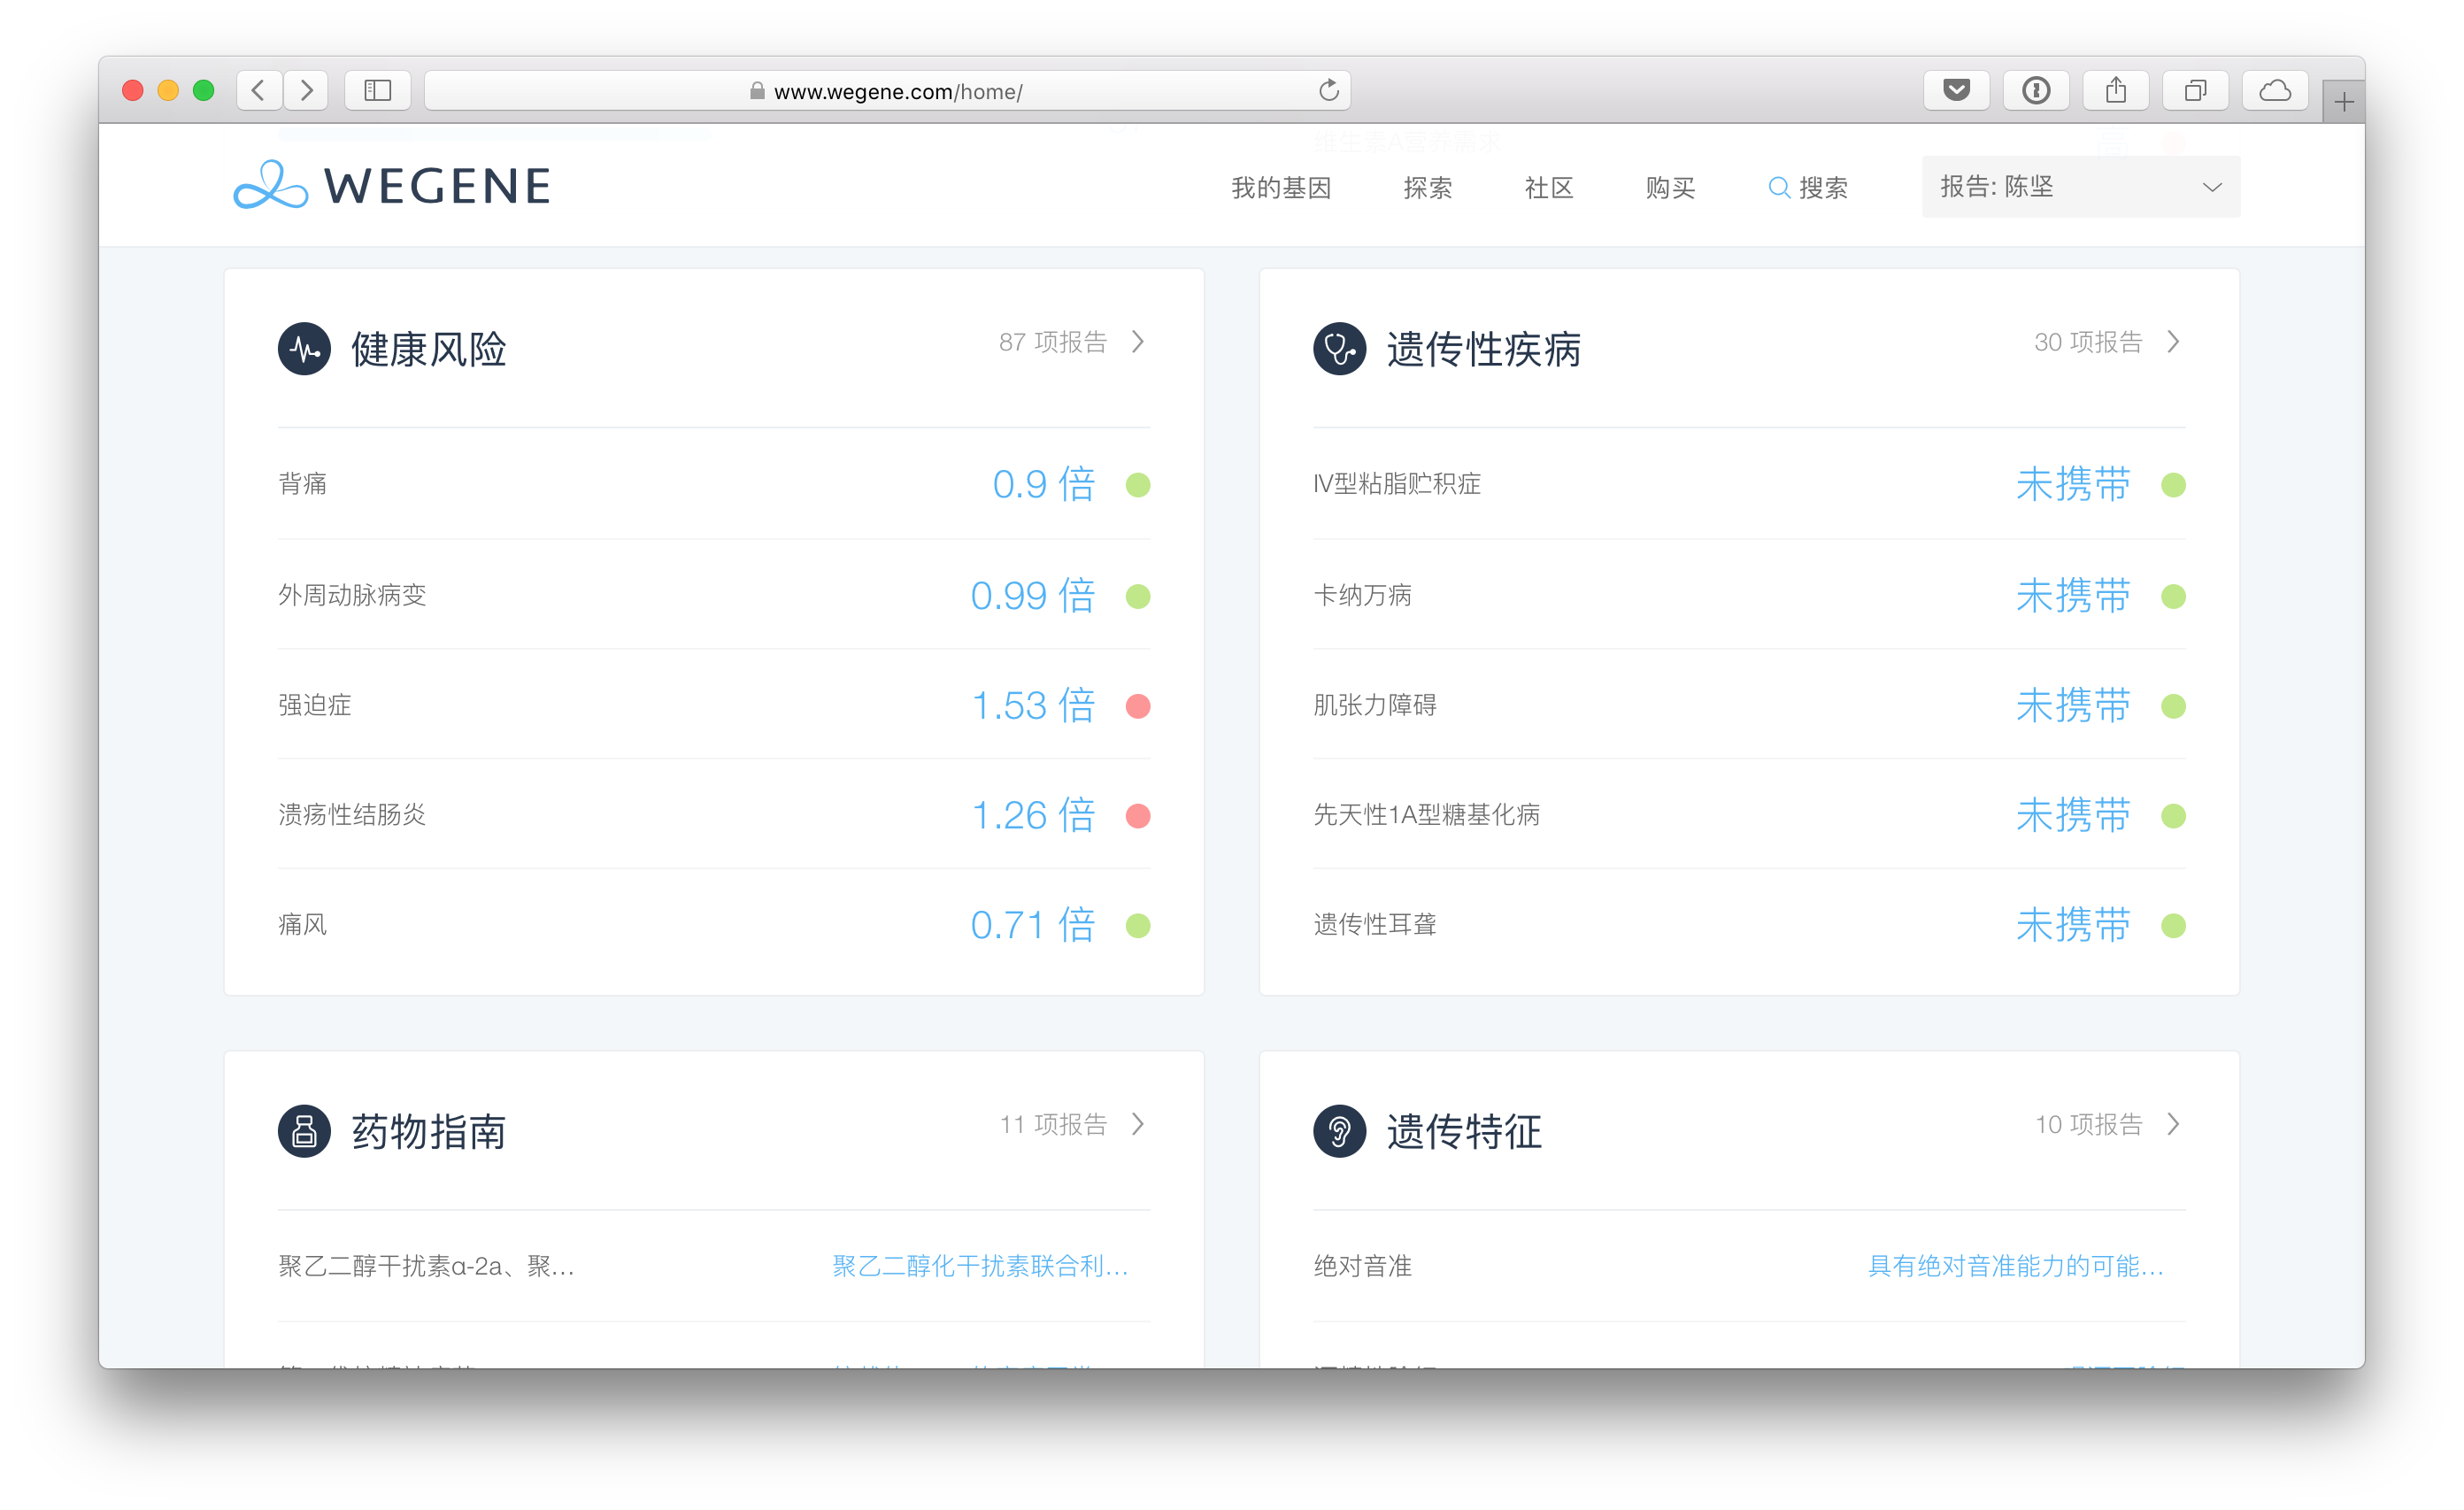 www.wegene.com/home/
维生素A营养需求
WEGENE
我的基因 探索 社区 购买 搜索 报告: 陈坚
健康风险 87 项报告
背痛 0.9 倍
外周动脉病变 0.99 倍
强迫症 1.53 倍
溃疡性结肠炎 1.26 倍
痛风 0.71 倍
遗传性疾病 30 项报告
IV型粘脂贮积症 未携带
卡纳万病 未携带
肌张力障碍 未携带
先天性1A型糖基化病 未携带
遗传性耳聋 未携带
药物指南 11 项报告
聚乙二醇干扰素α-2a、聚... 聚乙二醇化干扰素联合利...
遗传特征 10 项报告
绝对音准 具有绝对音准能力的可能...